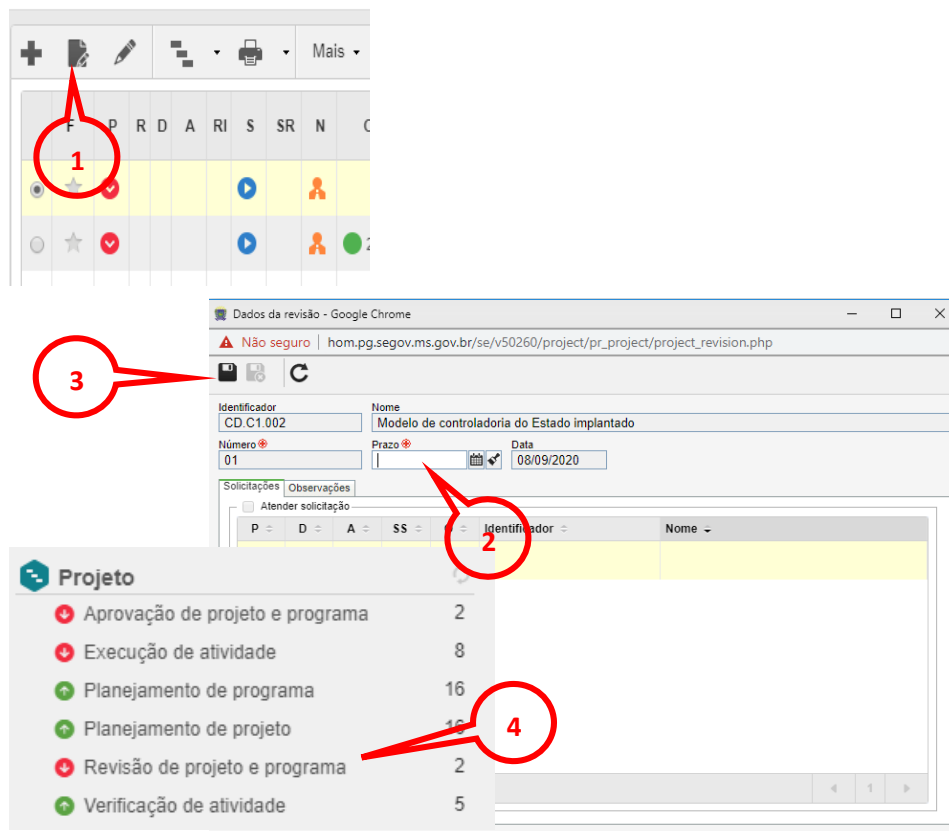 Mais
F P R D A RI S SR N
1
Dados da revisão - Google Chrome
Não seguro | hom.pg.segov.ms.gov.br/se/v50260/project/pr_project/project_revision.php
3
Identificador Nome
CD.C1.002 Modelo de controladoria do Estado implantado
Número Prazo Data
01 08/09/2020
Solicitações Observações
Atender solicitação
P D A SS Identificador Nome
2
Projeto
Aprovação de projeto e programa 2
Execução de atividade 8
Planejamento de programa 16
Planejamento de projeto
4
Revisão de projeto e programa 2
Verificação de atividade 5
1